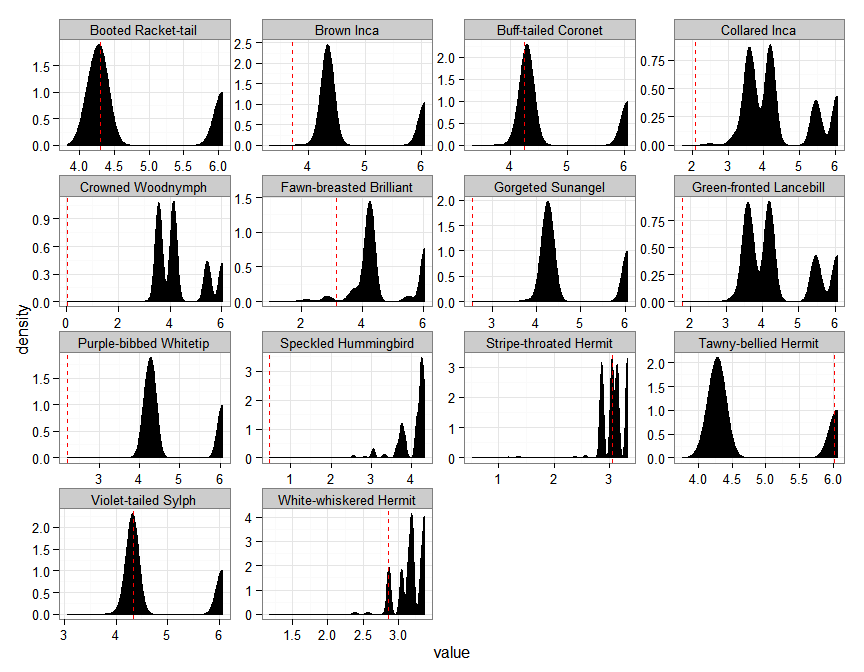 Booted Racket-tail Brown Inca Buff-tailed Coronet Collared Inca
1.5 1.0 0.5 0.0
2.5 2.0 1.5 1.0 0.5 0.0
2.0 1.5 1.0 0.5 0.0
0.75 0.50 0.25 0.00
4.0 4.5 5.0 5.5 6.0
4 5 6
4 5 6
2 3 4 5 6
Crowned Woodnymph Fawn-breasted Brilliant Gorgeted Sunangel Green-fronted Lancebill
0.9 0.6 0.3 0.0
1.5 1.0 0.5 0.0
2.0 1.5 1.0 0.5 0.0
0.75 0.50 0.25 0.00
0 2 4 6
2 4 6
3 4 5 6
2 3 4 5 6
density
Purple-bibbed Whitetip Speckled Hummingbird Stripe-throated Hermit Tawny-bellied Hermit
1.5 1.0 0.5 0.0
3 2 1 0
3 2 1 0
2.0 1.5 1.0 0.5 0.0
3 4 5 6
1 2 3 4
1 2 3
4.0 4.5 5.0 5.5 6.0
Violet-tailed Sylph White-whiskered Hermit
2.0 1.5 1.0 0.5 0.0
4 3 2 1 0
3 4 5 6
1.5 2.0 2.5 3.0
value